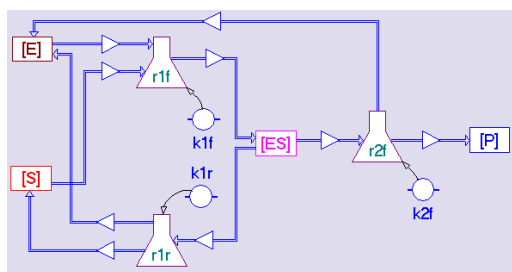 [E]
r1f
k1f
[ES]
r2f
[P]
[S]
k1r
k2f
r1r